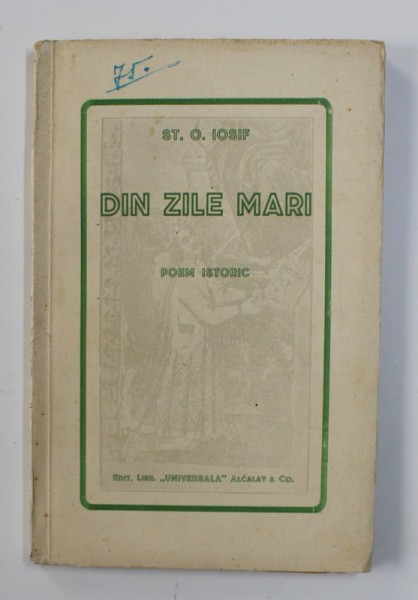 75.-
ST. O. IOSIF
DIN ZILE MARI
POEM ISTORIC
EDIT. LIBR. „UNIVERSALA" ALCALAY & CO.